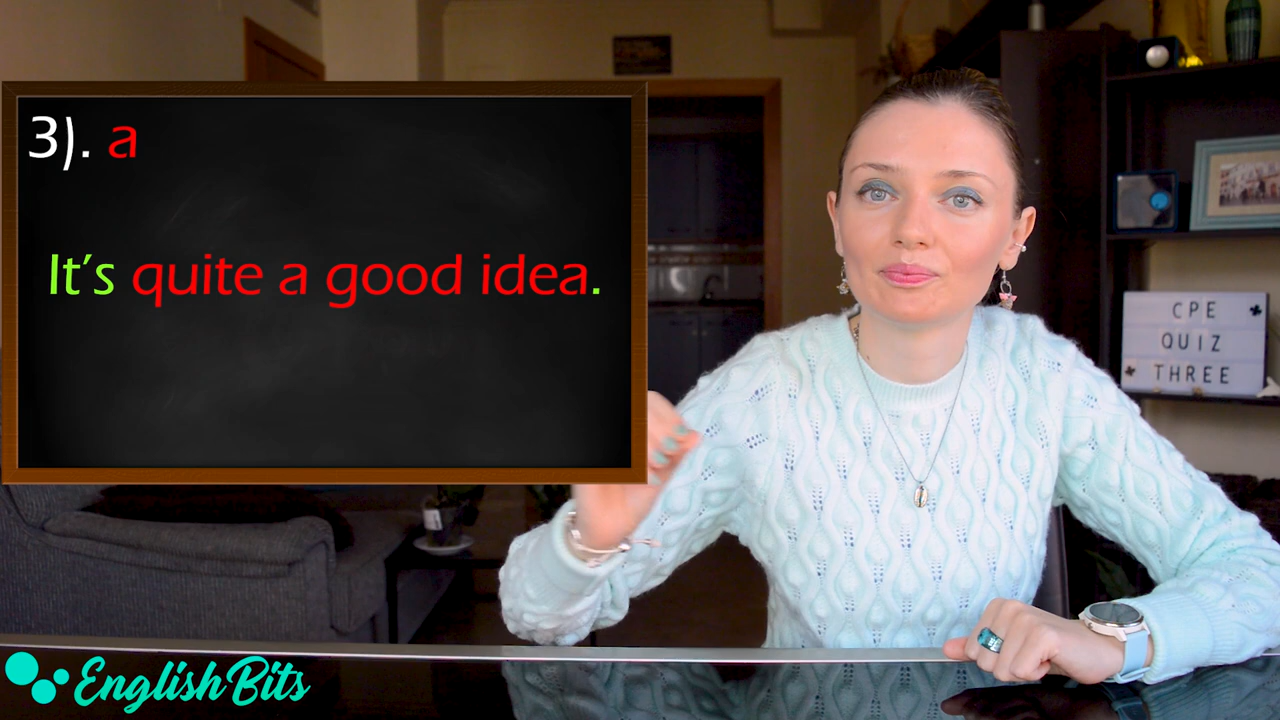 3). a
It's quite a good idea.
CPE
QUIZ
THREE
EnglishBits